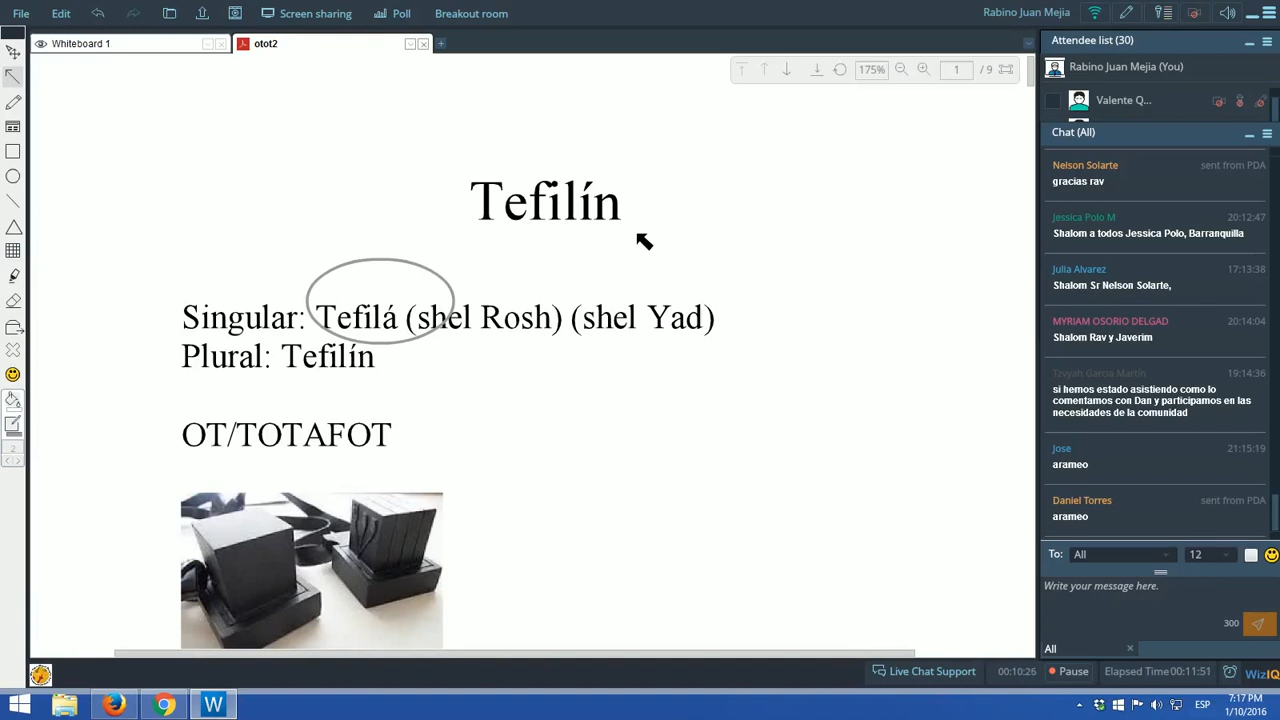 File
Edit
Screen sharing
Poll
Breakout room
Rabino Juan Mejia
Whiteboard 1
otot2
175%
1
/ 9
Tefilín
Singular: Tefilá (shel Rosh) (shel Yad)
Plural: Tefilín
OT/TOTAFOT
Attendee list (30)
Rabino Juan Mejia (You)
Valente Q...
Chat (All)
Nelson Solarte sent from PDA
gracias rav
Jessica Polo M 20:12:47
Shalom a todos Jessica Polo, Barranquilla
Julia Alvarez 17:13:38
Shalom Sr Nelson Solarte,
MYRIAM OSORIO DELGAD 20:14:04
Shalom Rav y Javerim
Tzvyah Garcia Martín 19:14:36
si hemos estado asistiendo como lo
comentamos con Dan y participamos en las
necesidades de la comunidad
Jose 21:15:19
arameo
Daniel Torres sent from PDA
arameo
To: All 12
Write your message here.
300
All
Live Chat Support
00:10:26
Pause
Elapsed Time 00:11:51
WizIQ
2
W
ESP
7:17 PM
1/10/2016